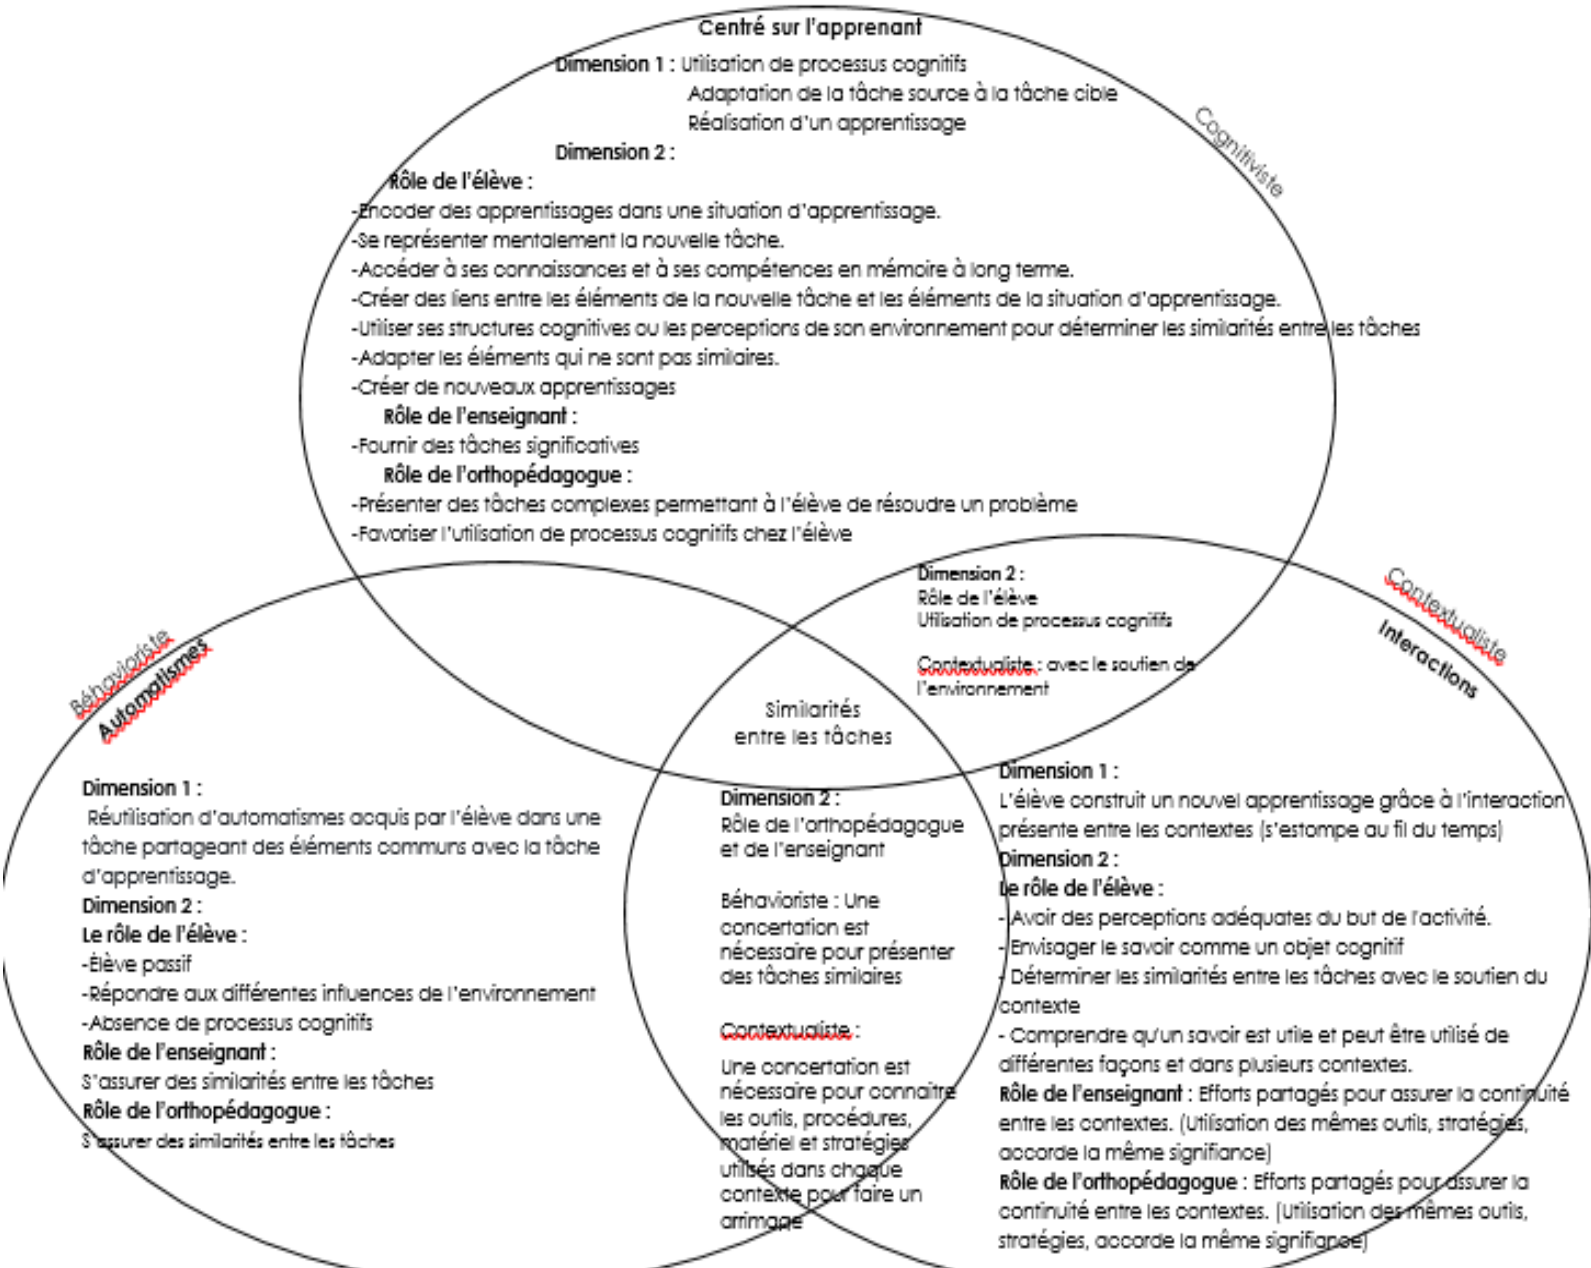 Centré sur l'apprenant
Dimension 1 : Utilisation de processus cognitifs
Adaptation de la tâche source à la tâche cible
Réalisation d'un apprentissage
Dimension 2 :
Rôle de l'élève :
-Encoder des apprentissages dans une situation d'apprentissage.
-Se représenter mentalement la nouvelle tâche.
-Accéder à ses connaissances et à ses compétences en mémoire à long terme.
-Créer des liens entre les éléments de la nouvelle tâche et les éléments de la situation d'apprentissage.
-Utiliser ses structures cognitives ou les perceptions de son environnement pour déterminer les similarités entre les tâches
-Adapter les éléments qui ne sont pas similaires.
-Créer de nouveaux apprentissages
Rôle de l'enseignant :
-Fournir des tâches significatives
Rôle de l'orthopédagogue :
-Présenter des tâches complexes permettant à l'élève de résoudre un problème
-Favoriser l'utilisation de processus cognitifs chez l'élève
Cognitiviste
Dimension 2 :
Rôle de l'élève
Utilisation de processus cognitifs
Contextualiste : avec le soutien de
l'environnement
Contextualiste
Interactions
Béhavioriste
Automatismes
Similarités
entre les tâches
Dimension 1 :
Réutilisation d'automatismes acquis par l'élève dans une
tâche partageant des éléments communs avec la tâche
d'apprentissage.
Dimension 2 :
Le rôle de l'élève :
-Élève passif
-Répondre aux différentes influences de l'environnement
-Absence de processus cognitifs
Rôle de l'enseignant :
S'assurer des similarités entre les tâches
Rôle de l'orthopédagogue :
S'assurer des similarités entre les tâches
Dimension 2 :
Rôle de l'orthopédagogue
et de l'enseignant
Béhavioriste : Une
concertation est
nécessaire pour présenter
des tâches similaires
Contextualiste :
Une concertation est
nécessaire pour connaitre
les outils, procédures,
matériel et stratégies
utilisés dans chaque
contexte pour faire un
arrimage
Dimension 1 :
L'élève construit un nouvel apprentissage grâce à l'interaction
présente entre les contextes (s'estompe au fil du temps)
Dimension 2 :
Le rôle de l'élève :
- Avoir des perceptions adéquates du but de l'activité.
- Envisager le savoir comme un objet cognitif
- Déterminer les similarités entre les tâches avec le soutien du
contexte
- Comprendre qu'un savoir est utile et peut être utilisé de
différentes façons et dans plusieurs contextes.
Rôle de l'enseignant : Efforts partagés pour assurer la continuité
entre les contextes. (Utilisation des mêmes outils, stratégies,
accorde la même signifiance)
Rôle de l'orthopédagogue : Efforts partagés pour assurer la
continuité entre les contextes. (Utilisation des mêmes outils,
stratégies, accorde la même signifiance)